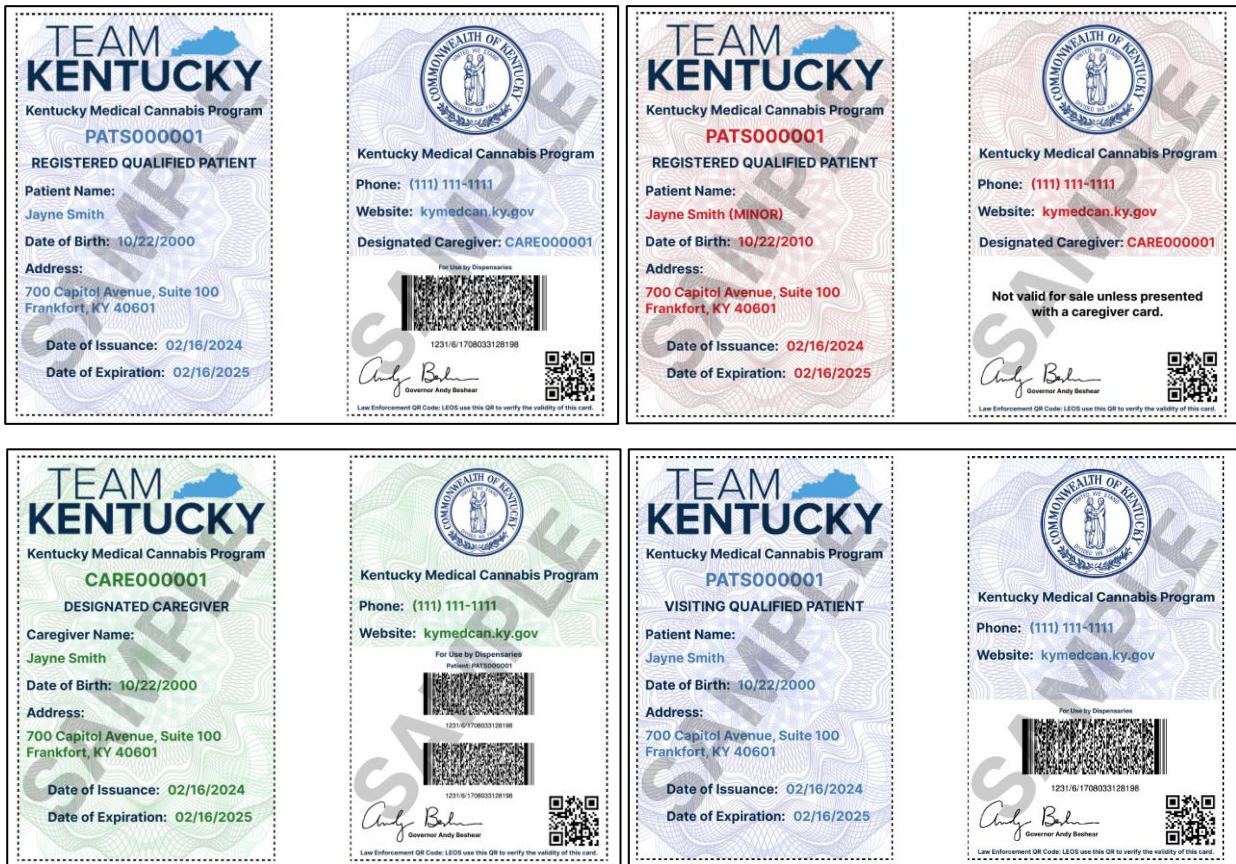 TEAM
KENTUCKY
Kentucky Medical Cannabis Program
PATS000001
REGISTERED QUALIFIED PATIENT
Patient Name:
Jayne Smith
Date of Birth: 10/22/2000
Address:
700 Capitol Avenue, Suite 100
Frankfort, KY 40601
Date of Issuance: 02/16/2024
Date of Expiration: 02/16/2025
SAMPLE
COMMONWEALTH OF KENTUCKY
UNITED WE STAND
DIVIDED WE FALL
Kentucky Medical Cannabis Program
Phone: (111) 111-1111
Website: kymedcan.ky.gov
Designated Caregiver: CARE000001
For Use by Dispensaries
1231/6/1708033128198
Andy Beshear
Governor Andy Beshear
Law Enforcement QR Code: LEOS use this QR to verify the validity of this card.
SAMPLE
TEAM
KENTUCKY
Kentucky Medical Cannabis Program
PATS000001
REGISTERED QUALIFIED PATIENT
Patient Name:
Jayne Smith (MINOR)
Date of Birth: 10/22/2010
Address:
700 Capitol Avenue, Suite 100
Frankfort, KY 40601
Date of Issuance: 02/16/2024
Date of Expiration: 02/16/2025
SAMPLE
COMMONWEALTH OF KENTUCKY
UNITED WE STAND
DIVIDED WE FALL
Kentucky Medical Cannabis Program
Phone: (111) 111-1111
Website: kymedcan.ky.gov
Designated Caregiver: CARE000001
Not valid for sale unless presented
with a caregiver card.
Andy Beshear
Governor Andy Beshear
Law Enforcement QR Code: LEOS use this QR to verify the validity of this card.
SAMPLE
TEAM
KENTUCKY
Kentucky Medical Cannabis Program
CARE000001
DESIGNATED CAREGIVER
Caregiver Name:
Jayne Smith
Date of Birth: 10/22/2000
Address:
700 Capitol Avenue, Suite 100
Frankfort, KY 40601
Date of Issuance: 02/16/2024
Date of Expiration: 02/16/2025
SAMPLE
COMMONWEALTH OF KENTUCKY
UNITED WE STAND
DIVIDED WE FALL
Kentucky Medical Cannabis Program
Phone: (111) 111-1111
Website: kymedcan.ky.gov
For Use by Dispensaries
Patient: PATS000001
1231/6/1708033128198
1231/6/1708033128198
Andy Beshear
Governor Andy Beshear
Law Enforcement QR Code: LEOS use this QR to verify the validity of this card.
SAMPLE
TEAM
KENTUCKY
Kentucky Medical Cannabis Program
PATS000001
VISITING QUALIFIED PATIENT
Patient Name:
Jayne Smith
Date of Birth: 10/22/2000
Address:
700 Capitol Avenue, Suite 100
Frankfort, KY 40601
Date of Issuance: 02/16/2024
Date of Expiration: 02/16/2025
SAMPLE
COMMONWEALTH OF KENTUCKY
UNITED WE STAND
DIVIDED WE FALL
Kentucky Medical Cannabis Program
Phone: (111) 111-1111
Website: kymedcan.ky.gov
For Use by Dispensaries
1231/6/1708033128198
Andy Beshear
Governor Andy Beshear
Law Enforcement QR Code: LEOS use this QR to verify the validity of this card.
SAMPLE